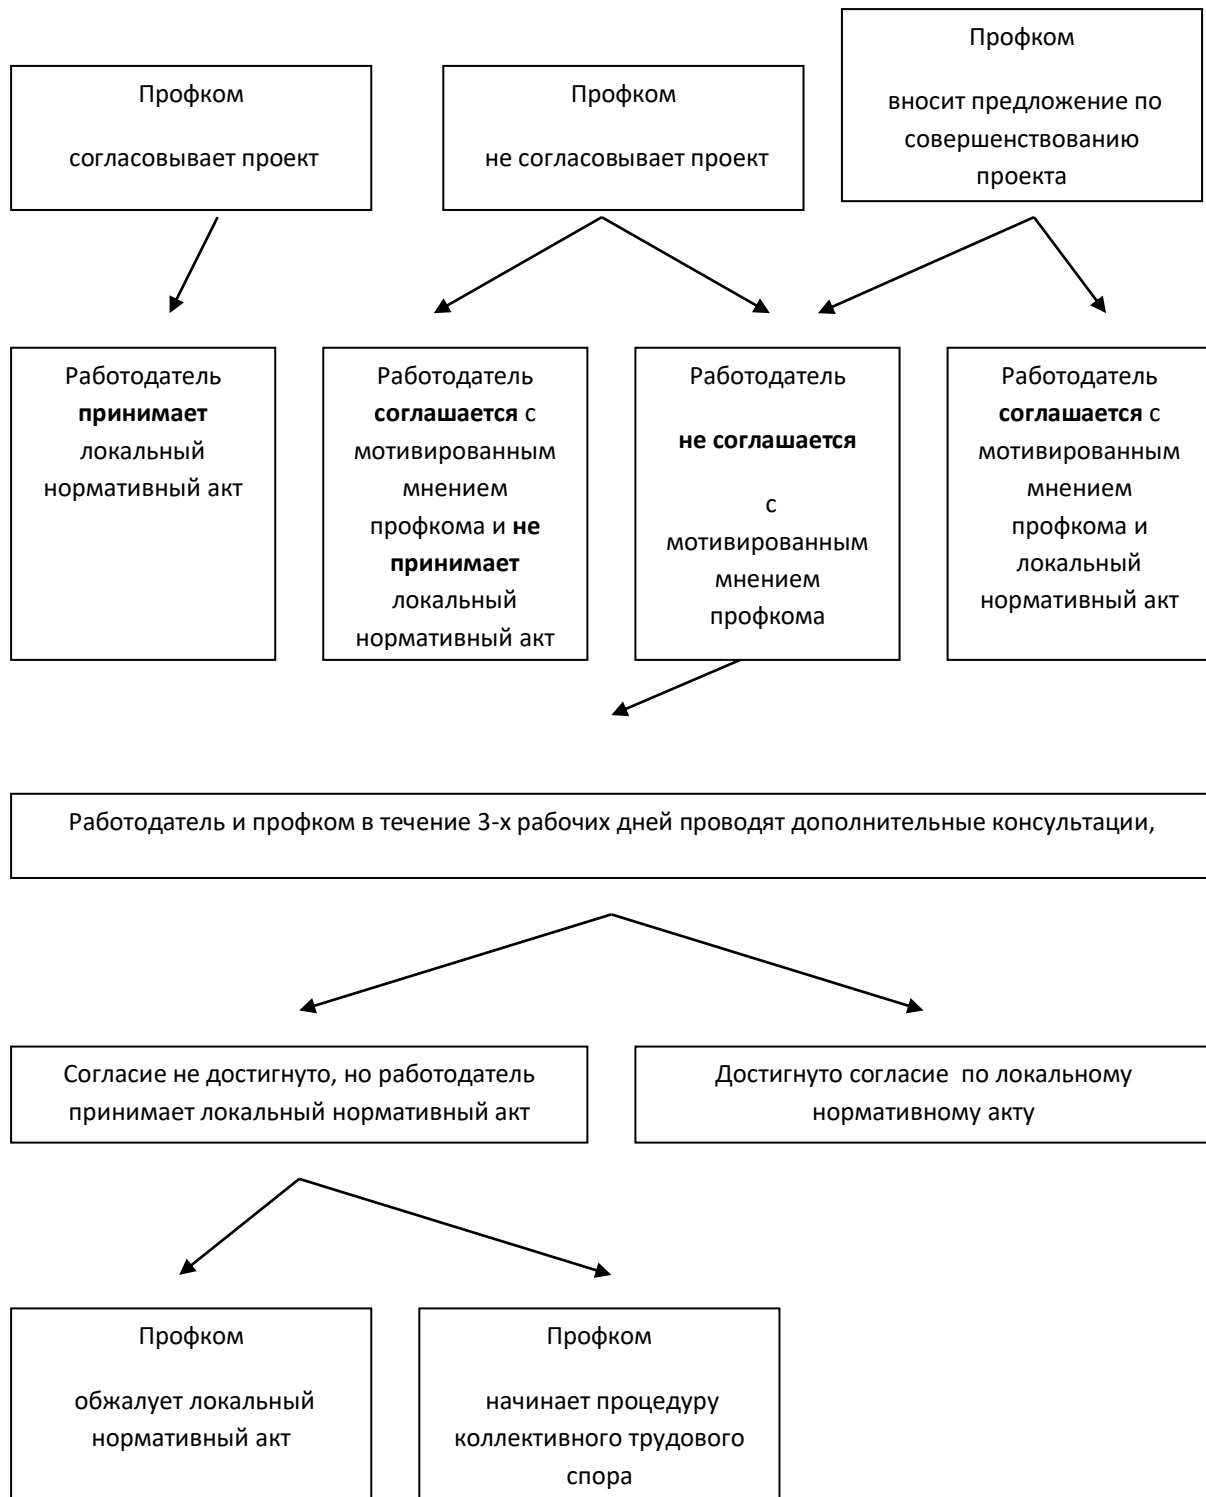 Профком
согласовывает проект
Профком
не согласовывает проект
Профком
вносит предложение по
совершенствованию
проекта
Работодатель
принимает
локальный
нормативный акт
Работодатель
соглашается с
мотивированным
мнением
профкома и не
принимает
локальный
нормативный акт
Работодатель
не соглашается
с
мотивированным
мнением
профкома
Работодатель
соглашается с
мотивированным
мнением
профкома и
локальный
нормативный акт
Работодатель и профком в течение 3-х рабочих дней проводят дополнительные консультации,
Согласие не достигнуто, но работодатель
принимает локальный нормативный акт
Достигнуто согласие  по локальному
нормативному акту
Профком
обжалует локальный
нормативный акт
Профком
начинает процедуру
коллективного трудового
спора